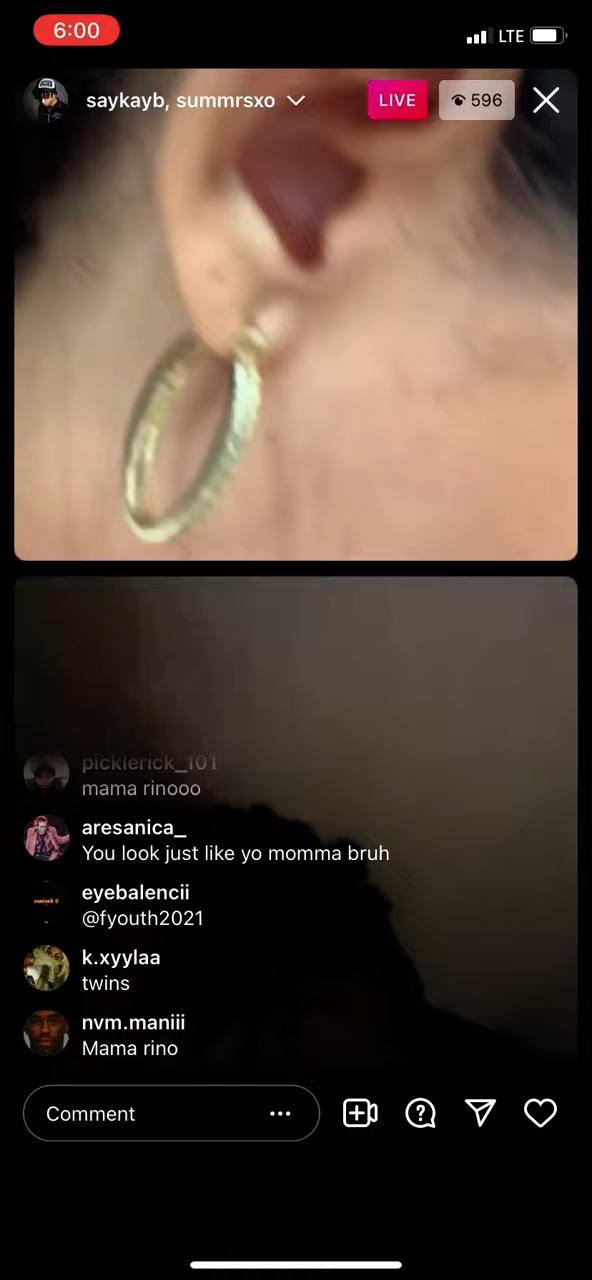 6:00
LTE
saykayb, summrsxo
LIVE
596
picklerick_101
mama rinooo
aresanica_
You look just like yo momma bruh
eyebalencii
@fyouth2021
k.xyylaa
twins
nvm.maniii
Mama rino
Comment